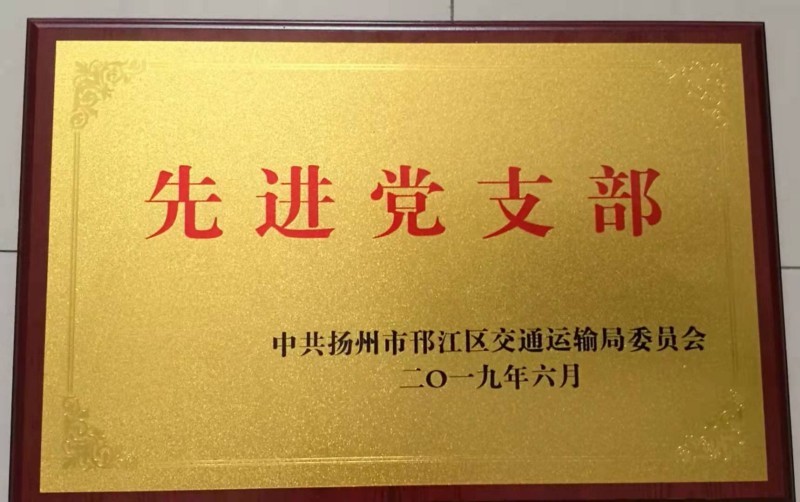 先进党支部
中共扬州市邗江区交通运输局委员会
二〇一九年六月